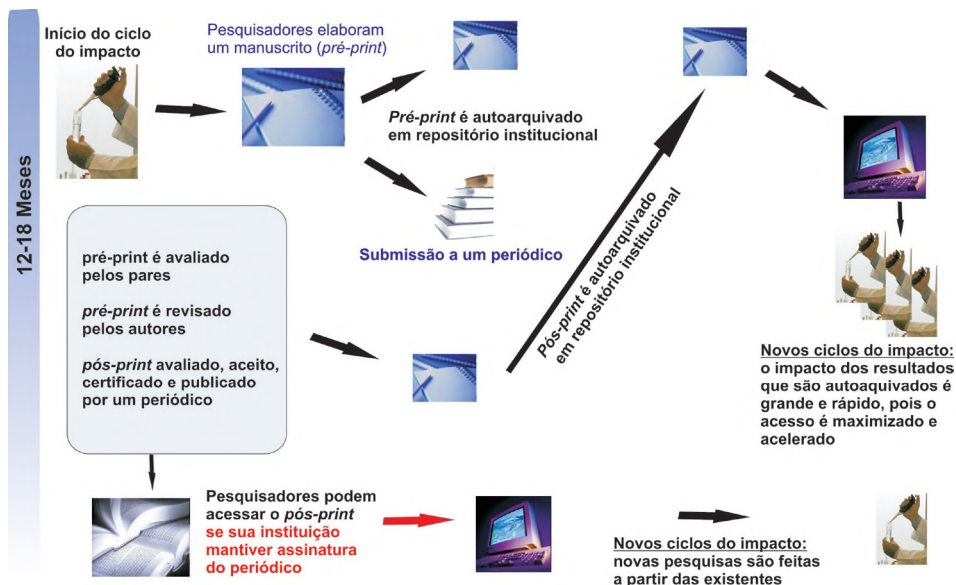 Início do ciclo
do impacto
Pesquisadores elaboram
um manuscrito (pré-print)
Pré-print é autoarquivado
em repositório institucional
Submissão a um periódico
12-18 Meses
pré-print é avaliado
pelos pares
pré-print é revisado
pelos autores
pós-print avaliado, aceito,
certificado e publicado
por um periódico
Pós-print é autoarquivado
em repositório institucional
Novos ciclos do impacto:
o impacto dos resultados
que são autoaquivados é
grande e rápido, pois o
acesso é maximizado e
acelerado
Pesquisadores podem
acessar o pós-print
se sua instituição
mantiver assinatura
do periódico
Novos ciclos do impacto:
novas pesquisas são feitas
a partir das existentes